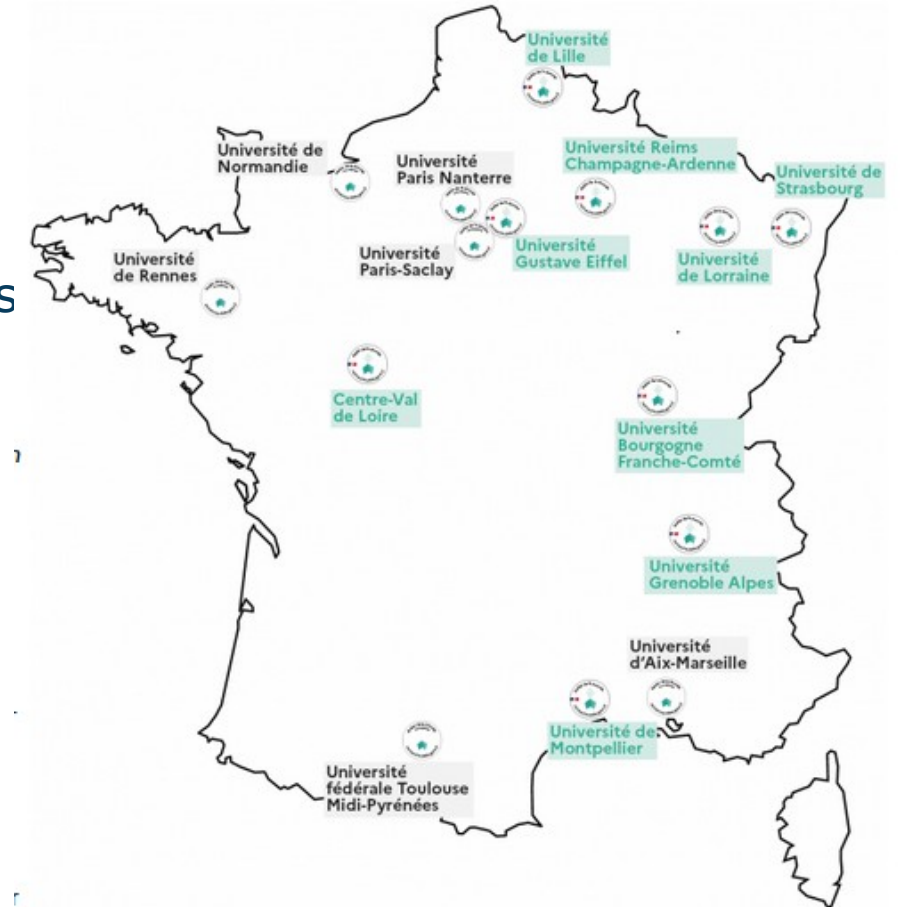 Université
de Lille
Université de
Normandie
Université
Paris Nanterre
Université Reims
Champagne-Ardenne
Université de
Strasbourg
Université
de Rennes
Université
Paris-Saclay
Université
Gustave Eiffel
Université
de Lorraine
s
Centre-Val
de Loire
Université
Bourgogne
Franche-Comté
n
Université
Grenoble Alpes
Université
d'Aix-Marseille
Université de
Montpellier
Université
fédérale Toulouse
Midi-Pyrénées
r